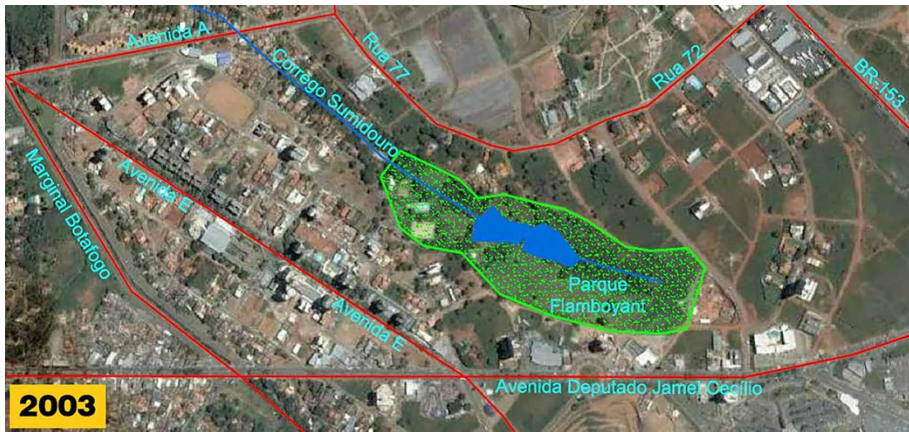 Avenida A
Córrego Sumidouro
Rua 77
Rua 72
BR-153
Avenida E
Marginal Botafogo
Parque
Flamboyant
Avenida E
Avenida Deputado Jamel Cecílio
2003